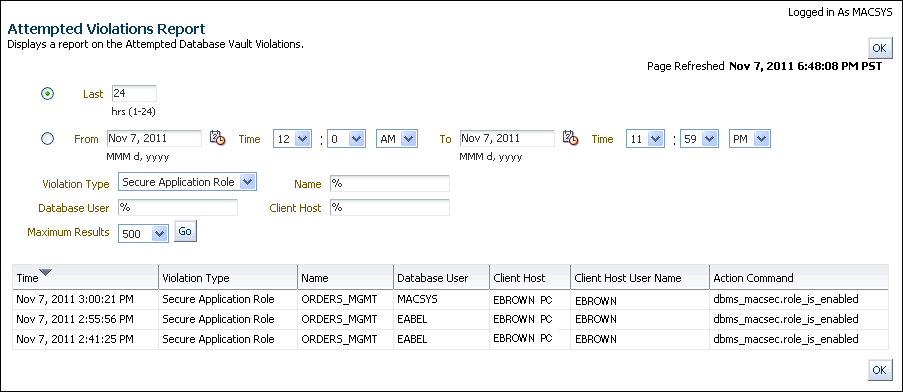 Logged in As MACSYS
Attempted Violations Report
Displays a report on the Attempted Database Vault Violations.
OK
Page Refreshed Nov 7, 2011 6:48:08 PM PST
Last 24
hrs (1-24)
From Nov 7, 2011 Time 12 : 0 AM To Nov 7, 2011 Time 11 : 59 PM
MMM d, yyyy MMM d, yyyy
Violation Type Secure Application Role Name %
Database User % Client Host %
Maximum Results 500 Go
Time Violation Type Name Database User Client Host Client Host User Name Action Command
Nov 7, 2011 3:00:21 PM Secure Application Role ORDERS_MGMT MACSYS EBROWN PC EBROWN dbms_macsec.role_is_enabled
Nov 7, 2011 2:55:56 PM Secure Application Role ORDERS_MGMT EABEL EBROWN PC EBROWN dbms_macsec.role_is_enabled
Nov 7, 2011 2:41:25 PM Secure Application Role ORDERS_MGMT EABEL EBROWN PC EBROWN dbms_macsec.role_is_enabled
OK